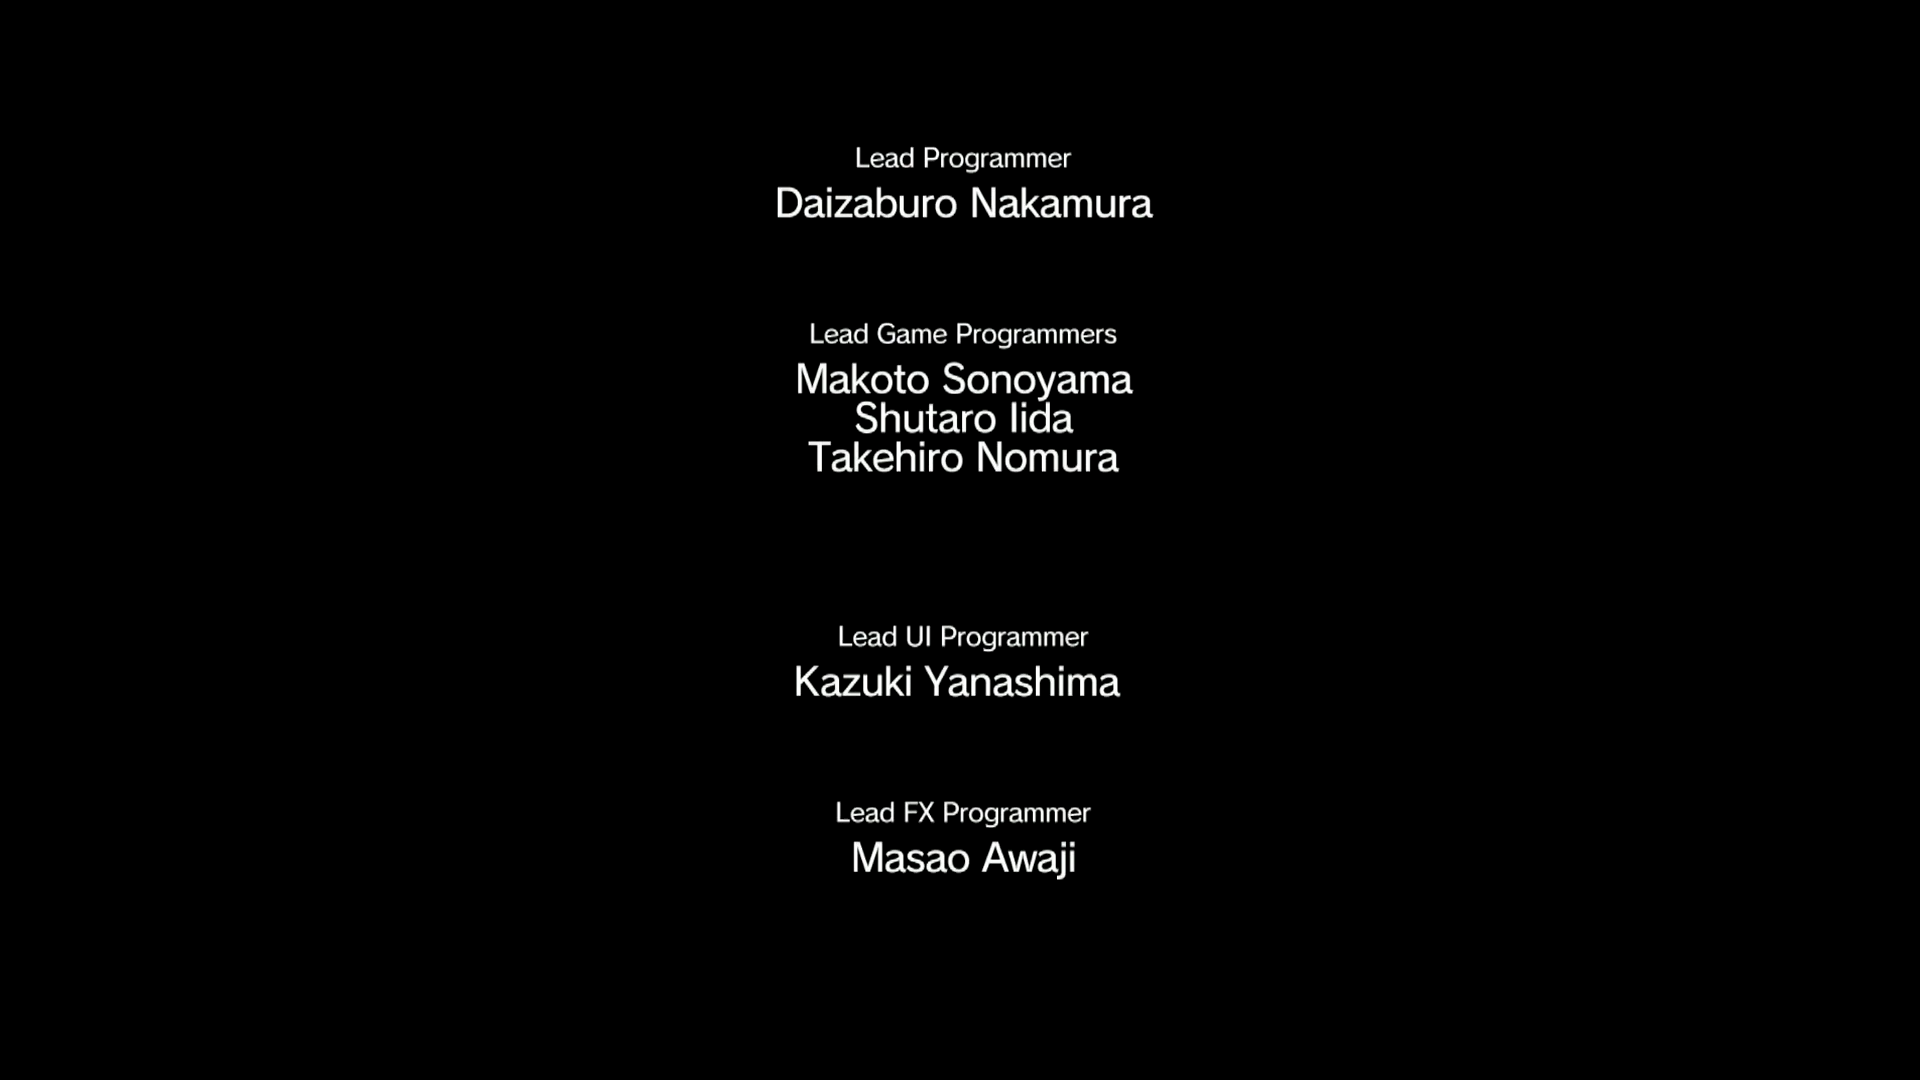 Lead Programmer
Daizaburo Nakamura
Lead Game Programmers
Makoto Sonoyama
Shutaro Iida
Takehiro Nomura
Lead UI Programmer
Kazuki Yanashima
Lead FX Programmer
Masao Awaji